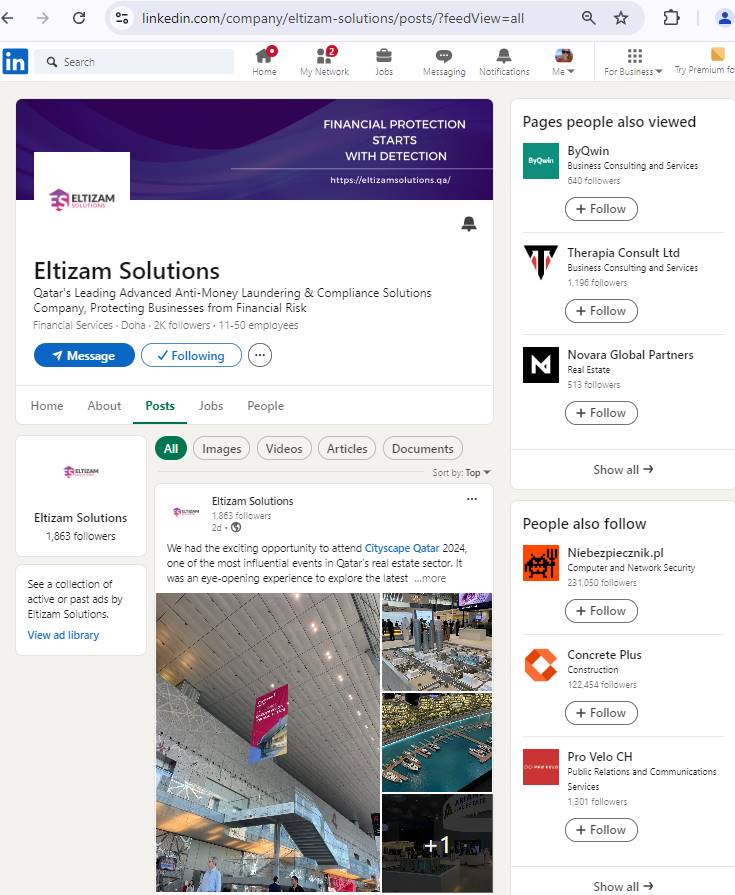 linkedin.com/company/eltizam-solutions/posts/?feedView=all
in
Search
Home
2
My Network
Jobs
Messaging
Notifications
Me
For Business
Try Premium fo
FINANCIAL PROTECTION
STARTS
WITH DETECTION
https://eltizamsolutions.qa/
ES ELTIZAM
SOLUTIONS
Eltizam Solutions
Qatar's Leading Advanced Anti-Money Laundering & Compliance Solutions
Company, Protecting Businesses from Financial Risk
Financial Services · Doha · 2K followers · 11-50 employees
Message
Following
Home
About
Posts
Jobs
People
ELTIZAM
Eltizam Solutions
1,863 followers
See a collection of
active or past ads by
Eltizam Solutions.
View ad library
All
Images
Videos
Articles
Documents
Sort by: Top
ELTIZAM
Eltizam Solutions
1,863 followers
2d •
We had the exciting opportunity to attend Cityscape Qatar 2024,
one of the most influential events in Qatar's real estate sector. It
was an eye-opening experience to explore the latest ...more
+1
Pages people also viewed
ByQwin
ByQwin
Business Consulting and Services
640 followers
+ Follow
Therapia Consult Ltd
Business Consulting and Services
1,196 followers
+ Follow
Novara Global Partners
Real Estate
513 followers
+ Follow
Show all →
People also follow
Niebezpiecznik.pl
Computer and Network Security
231,050 followers
+ Follow
Concrete Plus
Construction
122,454 followers
+ Follow
PRO VELO
Pro Velo CH
Public Relations and Communications
Services
1,301 followers
+ Follow
Show all →